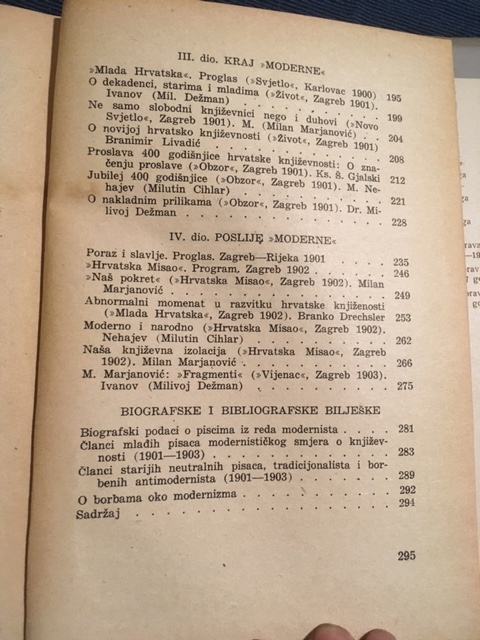 III. dio. KRAJ »MODERNE«
»Mlada Hrvatska«. Proglas (»Svjetlo«, Karlovac 1900) 195
O dekadenci, starima i mladima (»Život«, Zagreb 1901).
Ivanov (Mil. Dežman) . . . . . . . . 199
Ne samo slobodni književnici nego i duhovi (»Novo
Svjetlo«, Zagreb 1901). M. (Milan Marjanović) . . 204
O novijoj hrvatsko književnosti (»Život«, Zagreb 1901)
Branimir Livadić . . . . . . . . . . 208
Proslava 400 godišnjice hrvatske književnosti: O zna-
čenju proslave (»Obzor«, Zagreb 1901). Ks. Š. Gjalski 212
Jubilej 400 godišnjice (»Obzor«, Zagreb 1901). M. Ne-
hajev (Milutin Cihlar) . . . . . . . . 221
O nakladnim prilikama (»Obzor«, Zagreb 1901). Dr. Mi-
livoj Dežman . . . . . . . . . . 228
IV. dio. POSLIJE »MODERNE«
Poraz i slavlje. Proglas. Zagreb—Rijeka 1901 . . . . 235
»Hrvatska Misao«. Program, Zagreb 1902 . . . . . 246
»Naš pokret« (»Hrvatska Misao«, Zagreb 1902). Milan
Marjanović . . . . . . . . . . . 249
Abnormalni momenat u razvitku hrvatske knjiženosti
(»Mlada Hrvatska«, Zagreb 1902). Branko Drechsler 253
Moderno i narodno (»Hrvatska Misao«, Zagreb 1902).
Nehajev (Milutin Cihlar) . . . . . . . 262
Naša književna izolacija (»Hrvatska Misao«, Zagreb
1902). Milan Marjanović . . . . . . . . 266
M. Marjanović: »Fragmenti« (»Vijenac«, Zagreb 1903).
Ivanov (Milivoj Dežman) . . . . . . . 275
BIOGRAFSKE I BIBLIOGRAFSKE BILJEŠKE
Biografski podaci o piscima iz reda modernista . . . . 281
Članci mlađih pisaca modernističkog smjera o književ-
nosti (1901—1903) . . . . . . . . . 283
Članci starijih neutralnih pisaca, tradicijonalista i bor-
benih antimodernista (1901—1903) . . . . . 289
O borbama oko modernizma . . . . . . . . 292
Sadržaj . . . . . . . . . . . . 294
295